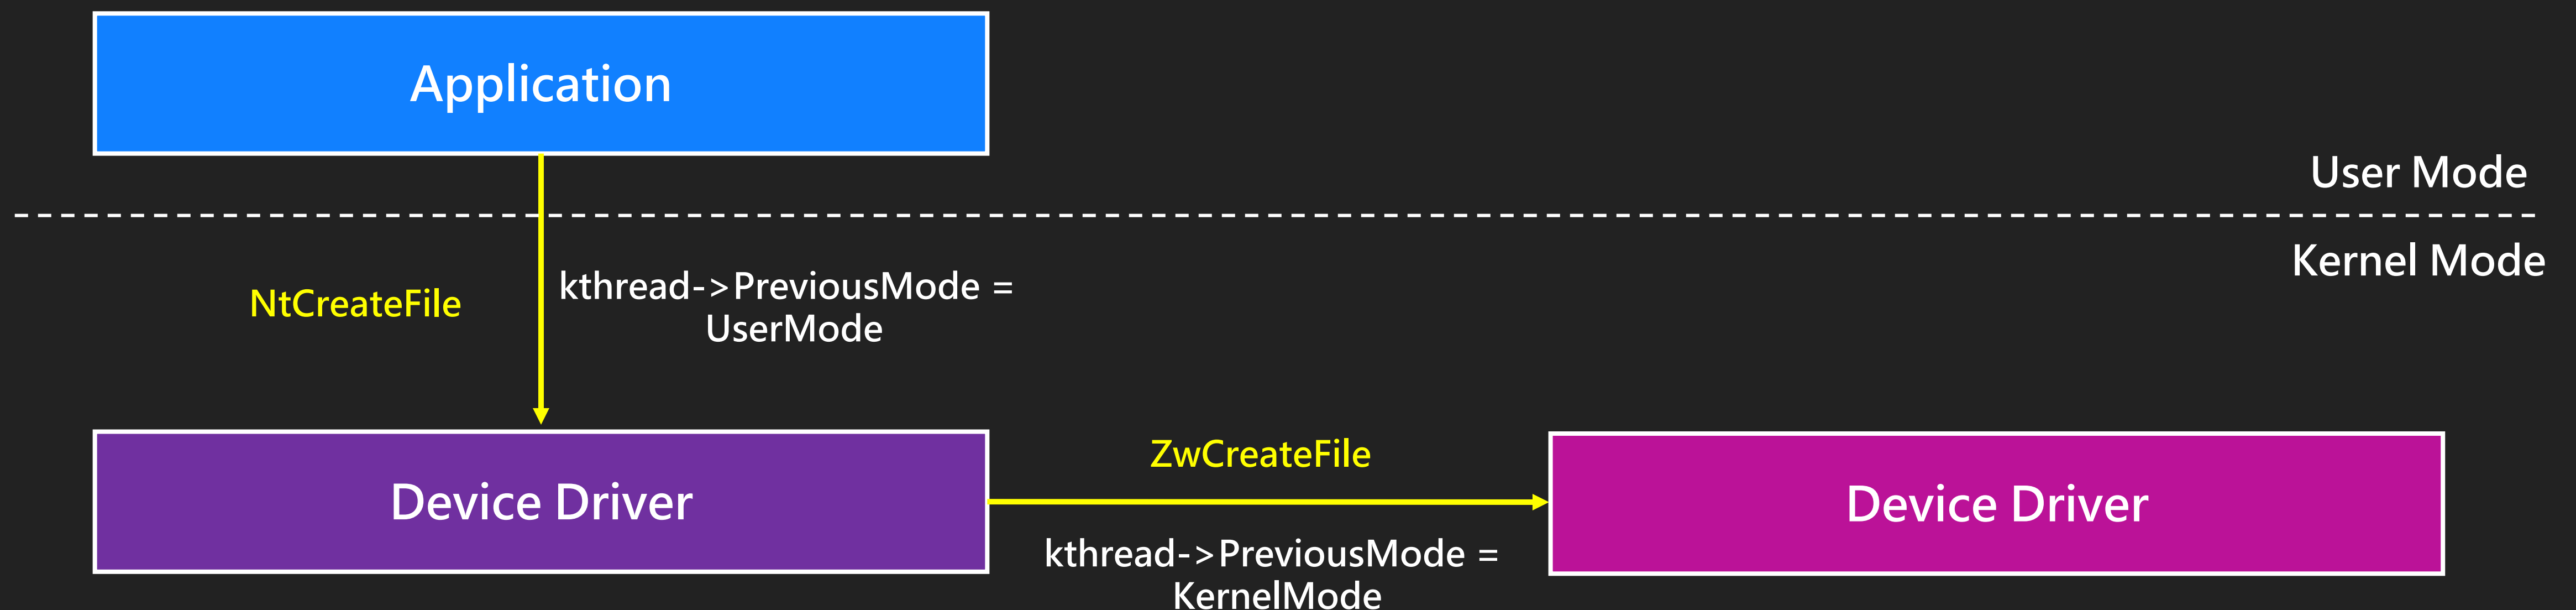 Application
User Mode
Kernel Mode
NtCreateFile
kthread->PreviousMode =
UserMode
ZwCreateFile
Device Driver
Device Driver
kthread->PreviousMode =
KernelMode